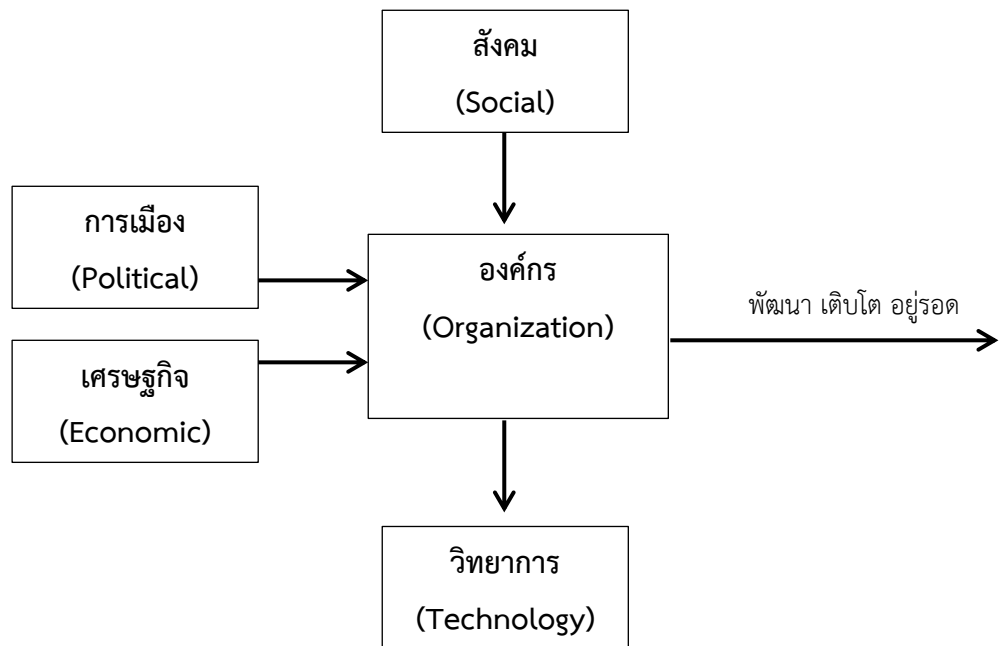 สังคม
(Social)
การเมือง
(Political)
องค์กร
(Organization)
พัฒนา เติบโต อยู่รอด
เศรษฐกิจ
(Economic)
วิทยาการ
(Technology)